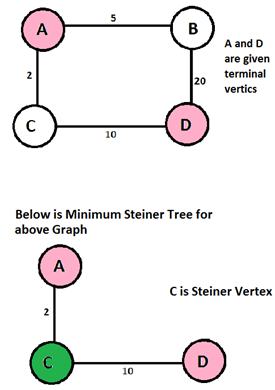 5
A
B
A and D
are given
terminal
vertics
2
20
C
D
10
Below is Minimum Steiner Tree for
above Graph
A
C is Steiner Vertex
2
C
D
10